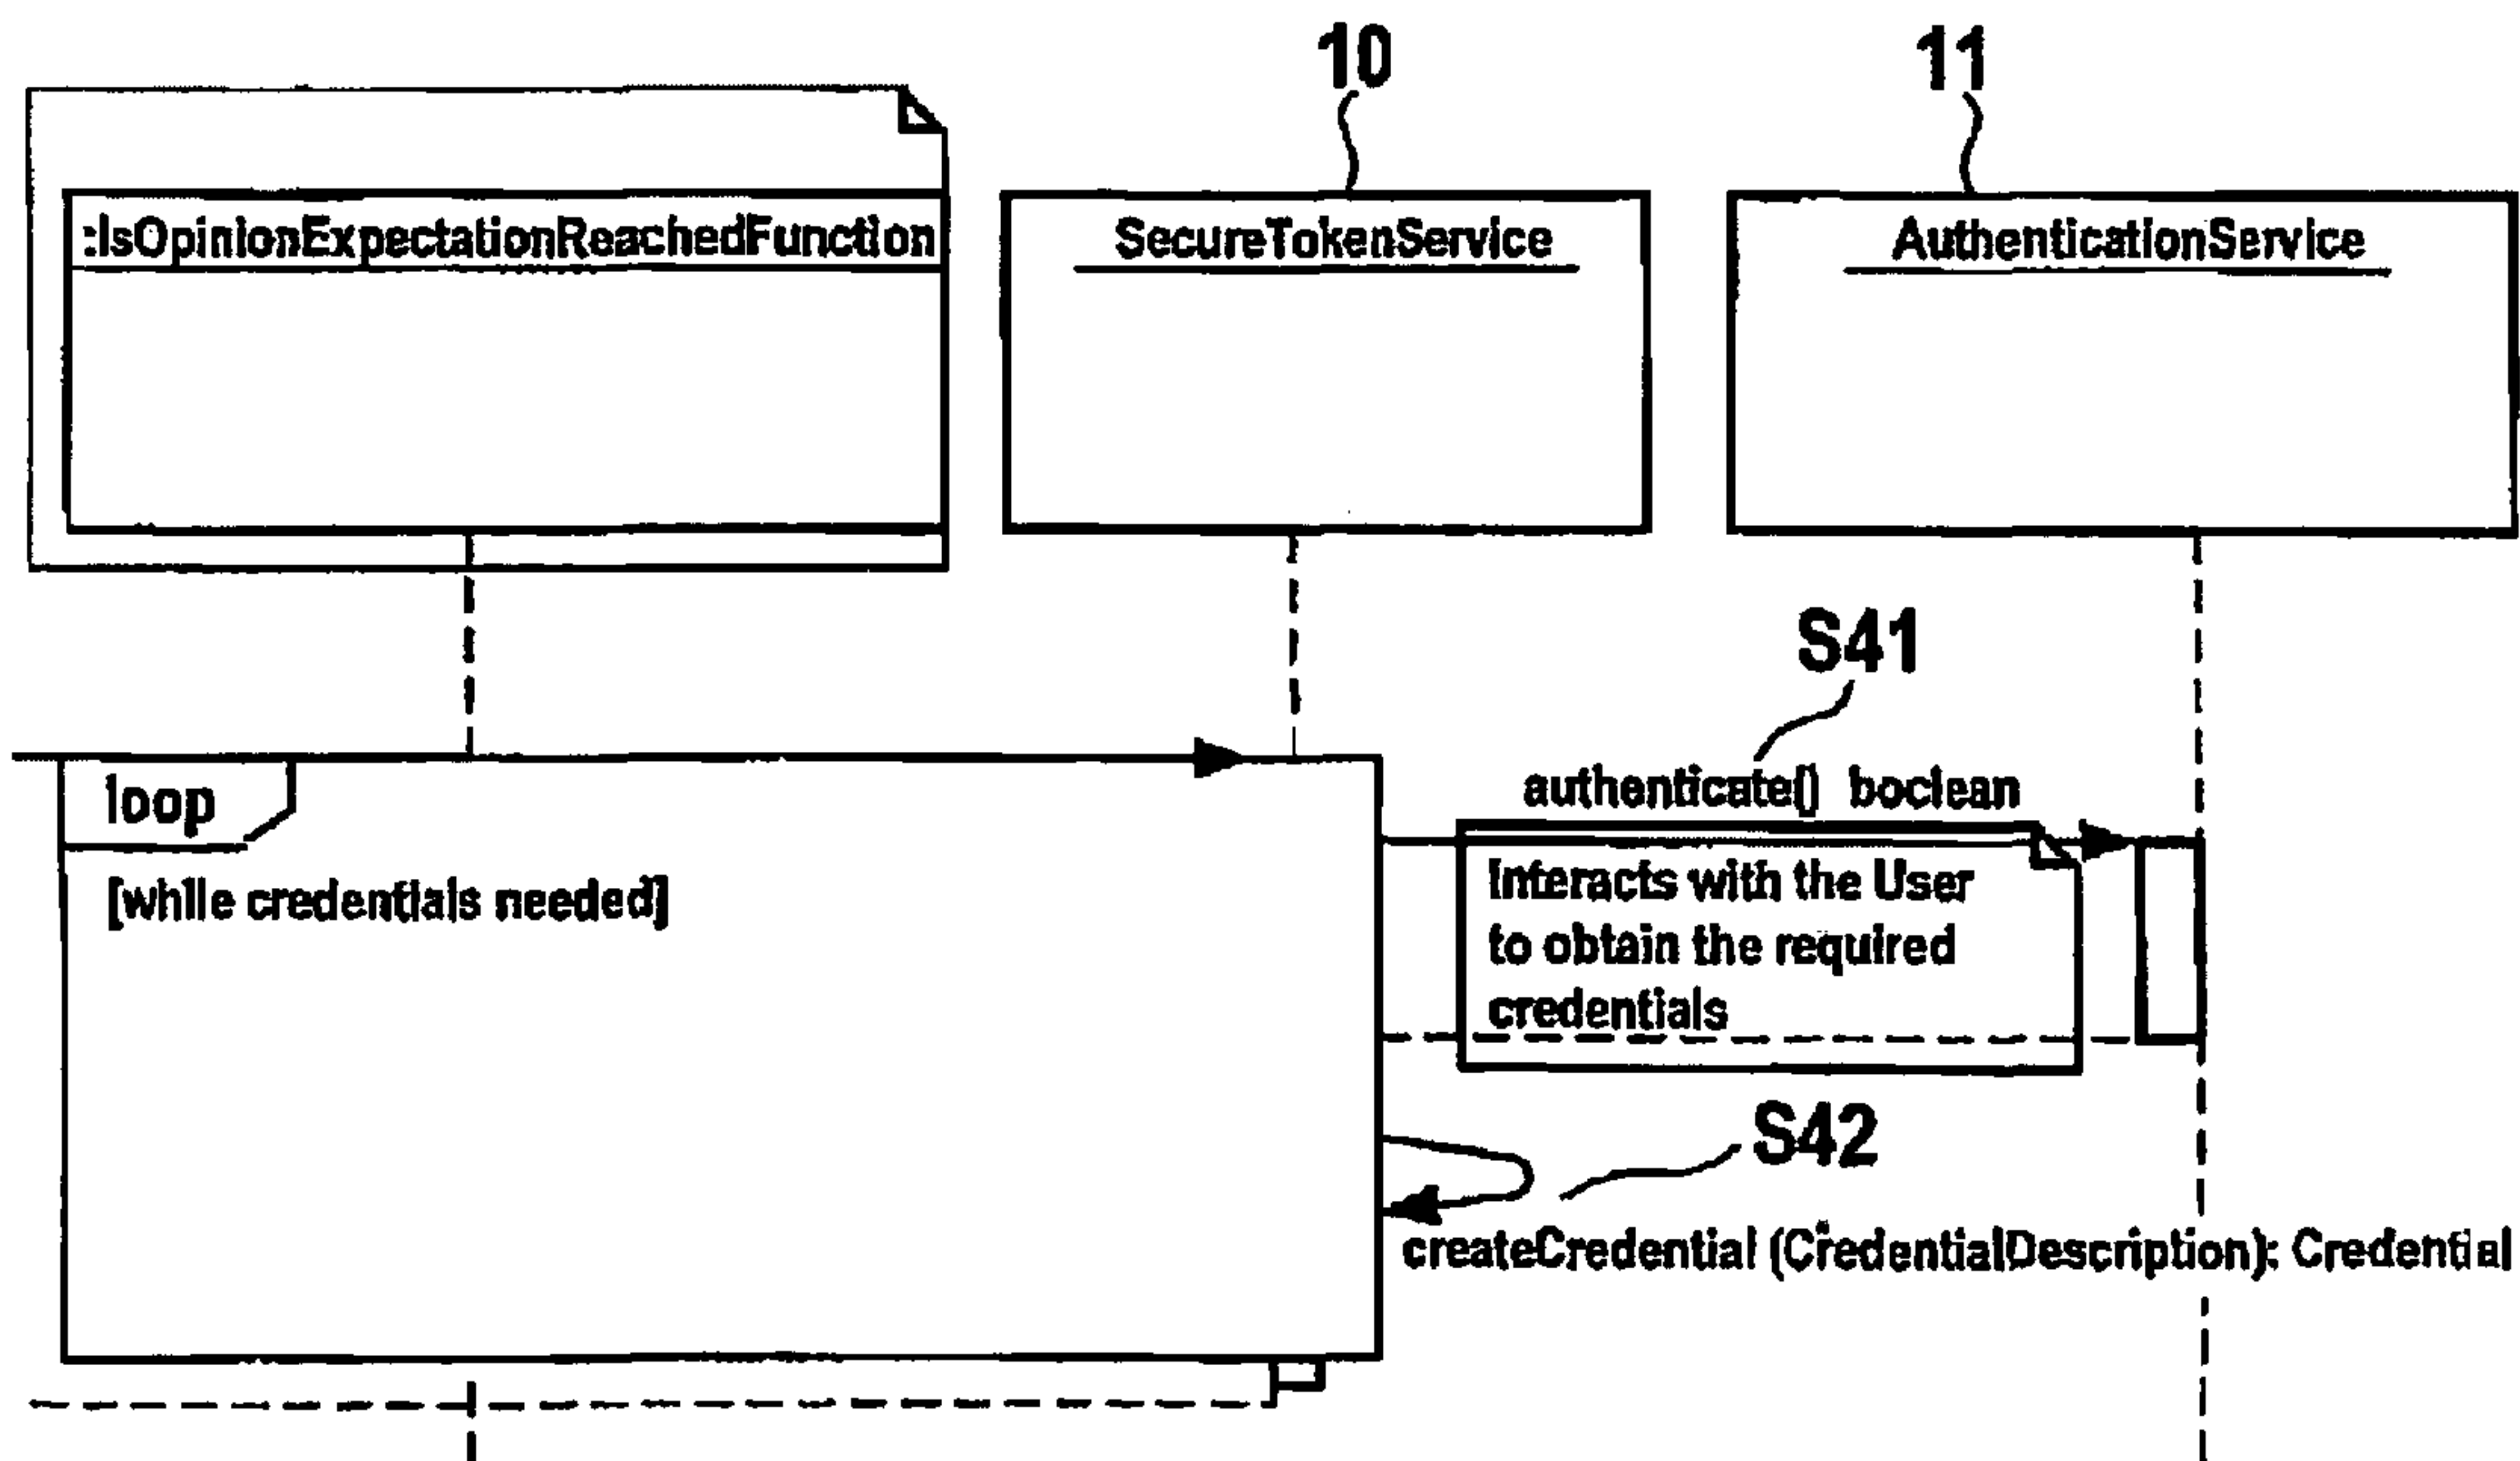 10
11
:IsOpinionExpectationReachedFunction
SecureTokenService
AuthenticationService
S41
authenticate() boclean
loop
[while credentials needed]
Interacts with the User
to obtain the required
credentials
S42
createCredential (CredentialDescription): Credential